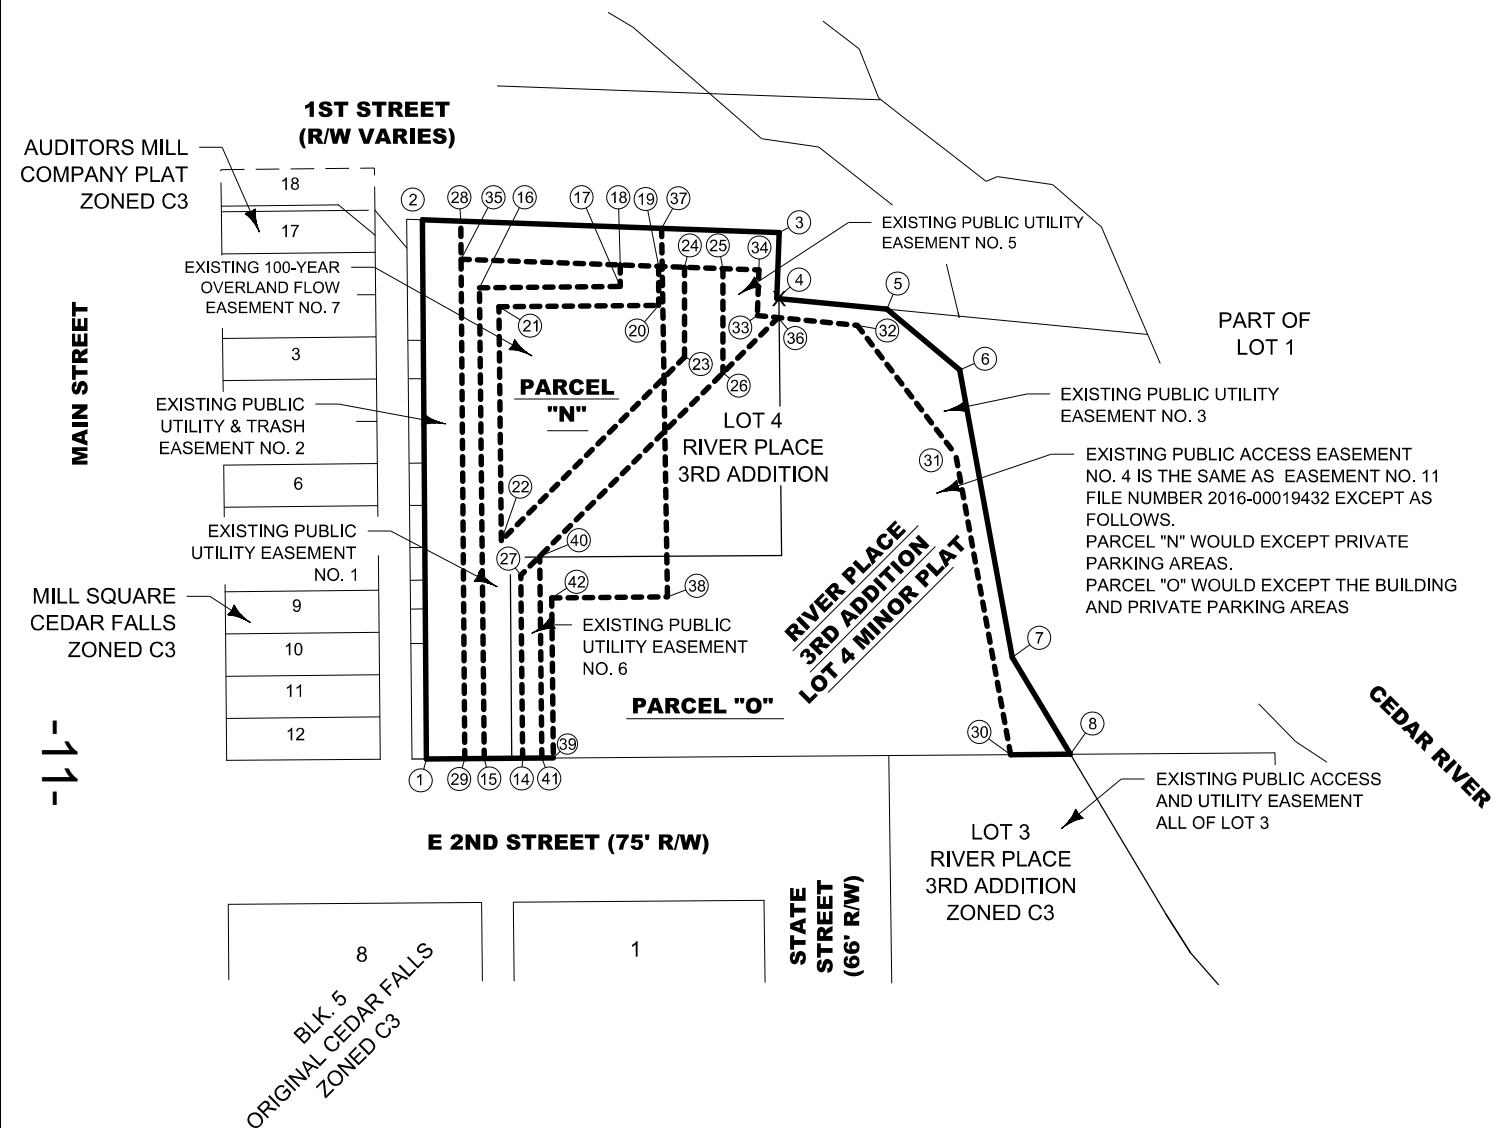 1ST STREET
(R/W VARIES)
AUDITORS MILL
COMPANY PLAT
ZONED C3
18
17
2
28
35
16
17
18
19
37
3
24
25
34
4
5
EXISTING PUBLIC UTILITY
EASEMENT NO. 5
EXISTING 100-YEAR
OVERLAND FLOW
EASEMENT NO. 7
MAIN STREET
3
21
20
33
36
32
6
PART OF
LOT 1
23
26
PARCEL
"N"
LOT 4
RIVER PLACE
3RD ADDITION
EXISTING PUBLIC
UTILITY & TRASH
EASEMENT NO. 2
EXISTING PUBLIC UTILITY
EASEMENT NO. 3
31
EXISTING PUBLIC ACCESS EASEMENT
NO. 4 IS THE SAME AS EASEMENT NO. 11
FILE NUMBER 2016-00019432 EXCEPT AS
FOLLOWS.
PARCEL "N" WOULD EXCEPT PRIVATE
PARKING AREAS.
PARCEL "O" WOULD EXCEPT THE BUILDING
AND PRIVATE PARKING AREAS
6
22
EXISTING PUBLIC
UTILITY EASEMENT
NO. 1
27
40
42
38
RIVER PLACE
3RD ADDITION
LOT 4 MINOR PLAT
MILL SQUARE
CEDAR FALLS
ZONED C3
9
10
11
12
EXISTING PUBLIC
UTILITY EASEMENT
NO. 6
7
PARCEL "O"
-11-
CEDAR RIVER
1
29
15
14
41
39
30
8
EXISTING PUBLIC ACCESS
AND UTILITY EASEMENT
ALL OF LOT 3
E 2ND STREET (75' R/W)
LOT 3
RIVER PLACE
3RD ADDITION
ZONED C3
STATE
STREET
(66' R/W)
8
1
BLK. 5
ORIGINAL CEDAR FALLS
ZONED C3